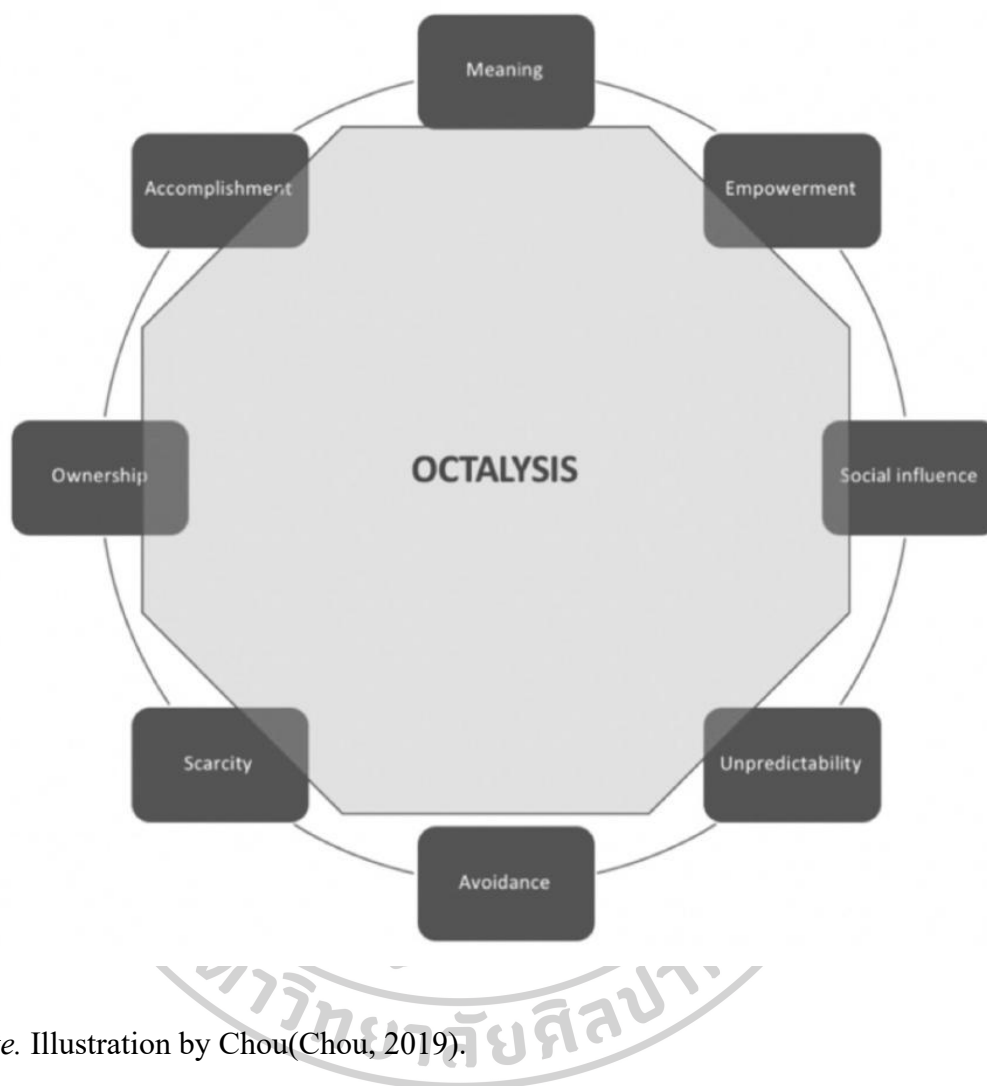 Meaning
Accomplishment
Empowerment
Ownership
OCTALYSIS
Social influence
Scarcity
Unpredictability
Avoidance
e. Illustration by Chou(Chou, 2019).